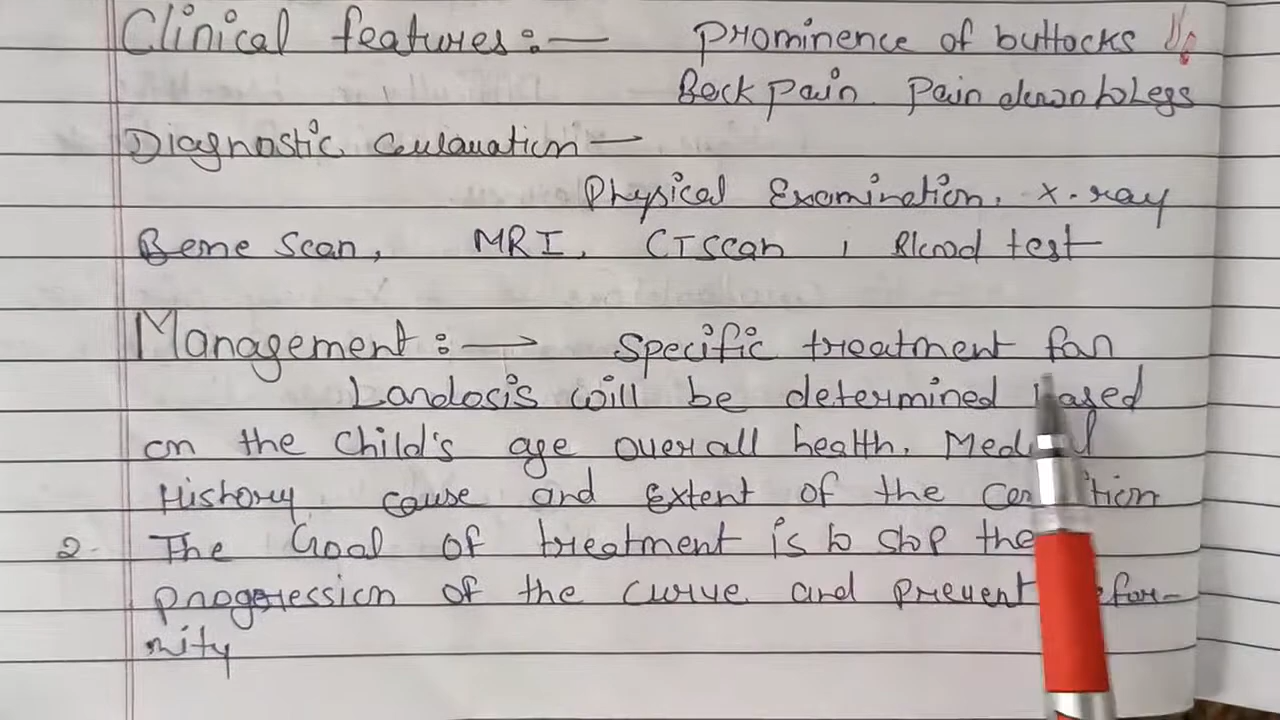 Clinical features:— Prominence of buttocks
Back pain. Pain down to Legs
Diagnostic evaluation —
Physical Examination, X-ray
Bone Scan, MRI, CT Scan, Blood test
Management:→ Specific treatment for
Lordosis will be determined based
on the child's age overall health. Medical
History cause and Extent of the
2. The Goal of treatment is to stop the
progression of the curve and prevent
mity